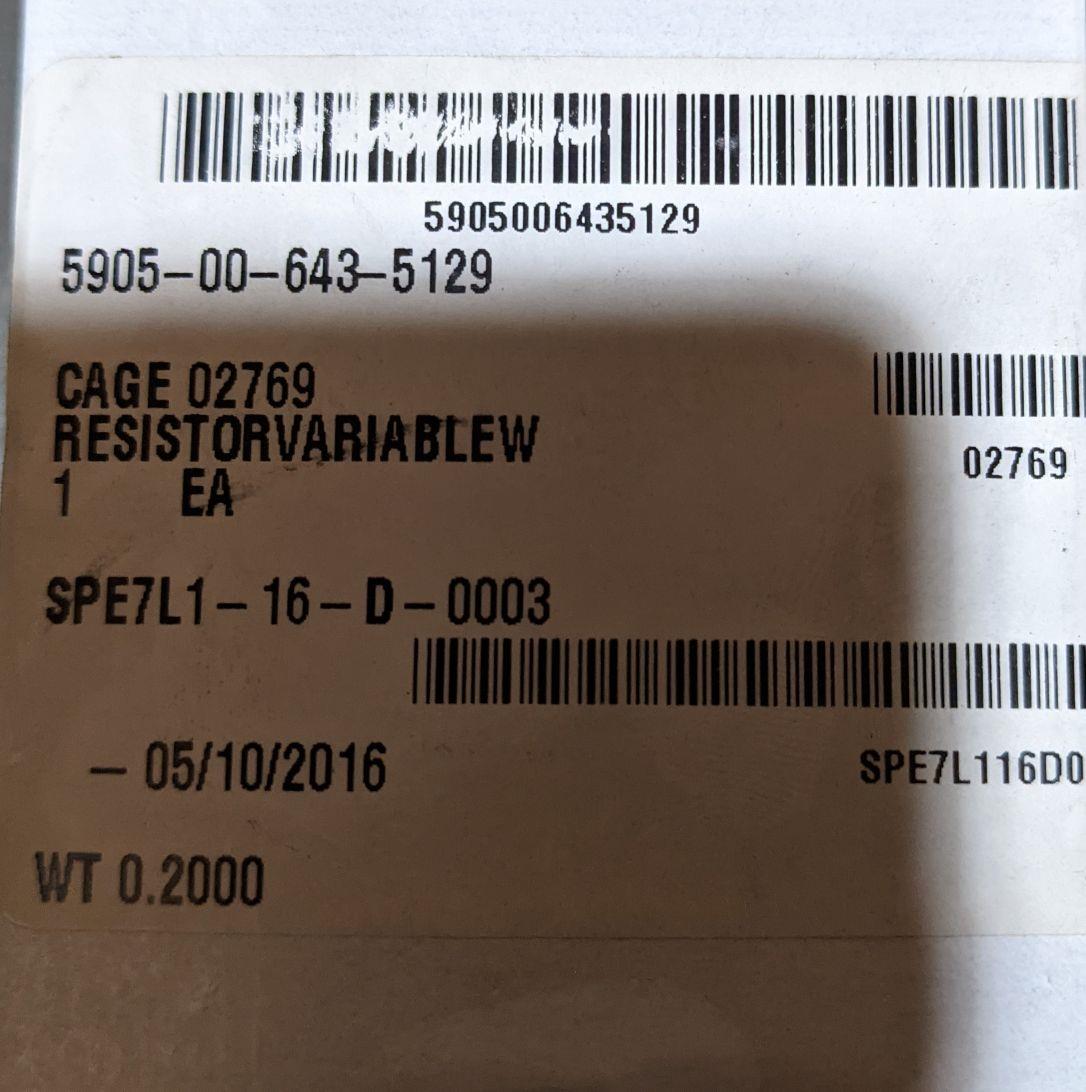 5905006435129
5905-00-643-5129
CAGE 02769
RESISTORVARIABLEW
02769
1 EA
SPE7L1-16-D-0003
- 05/10/2016
SPE7L116D0
WT 0.2000